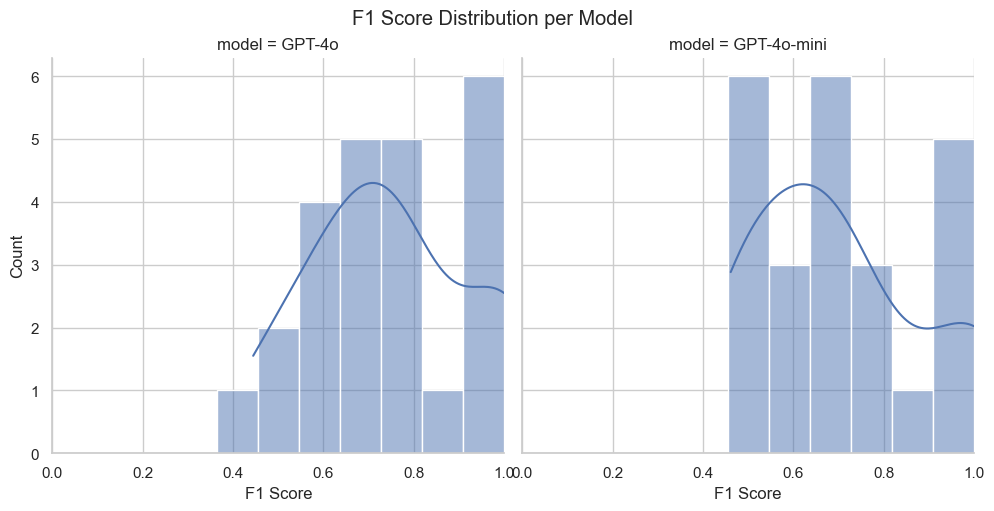 F1 Score Distribution per Model
model = GPT-4o
model = GPT-4o-mini
6
5
4
3
2
1
0
Count
0.0 0.2 0.4 0.6 0.8 1.0
0.0 0.2 0.4 0.6 0.8 1.0
F1 Score
F1 Score